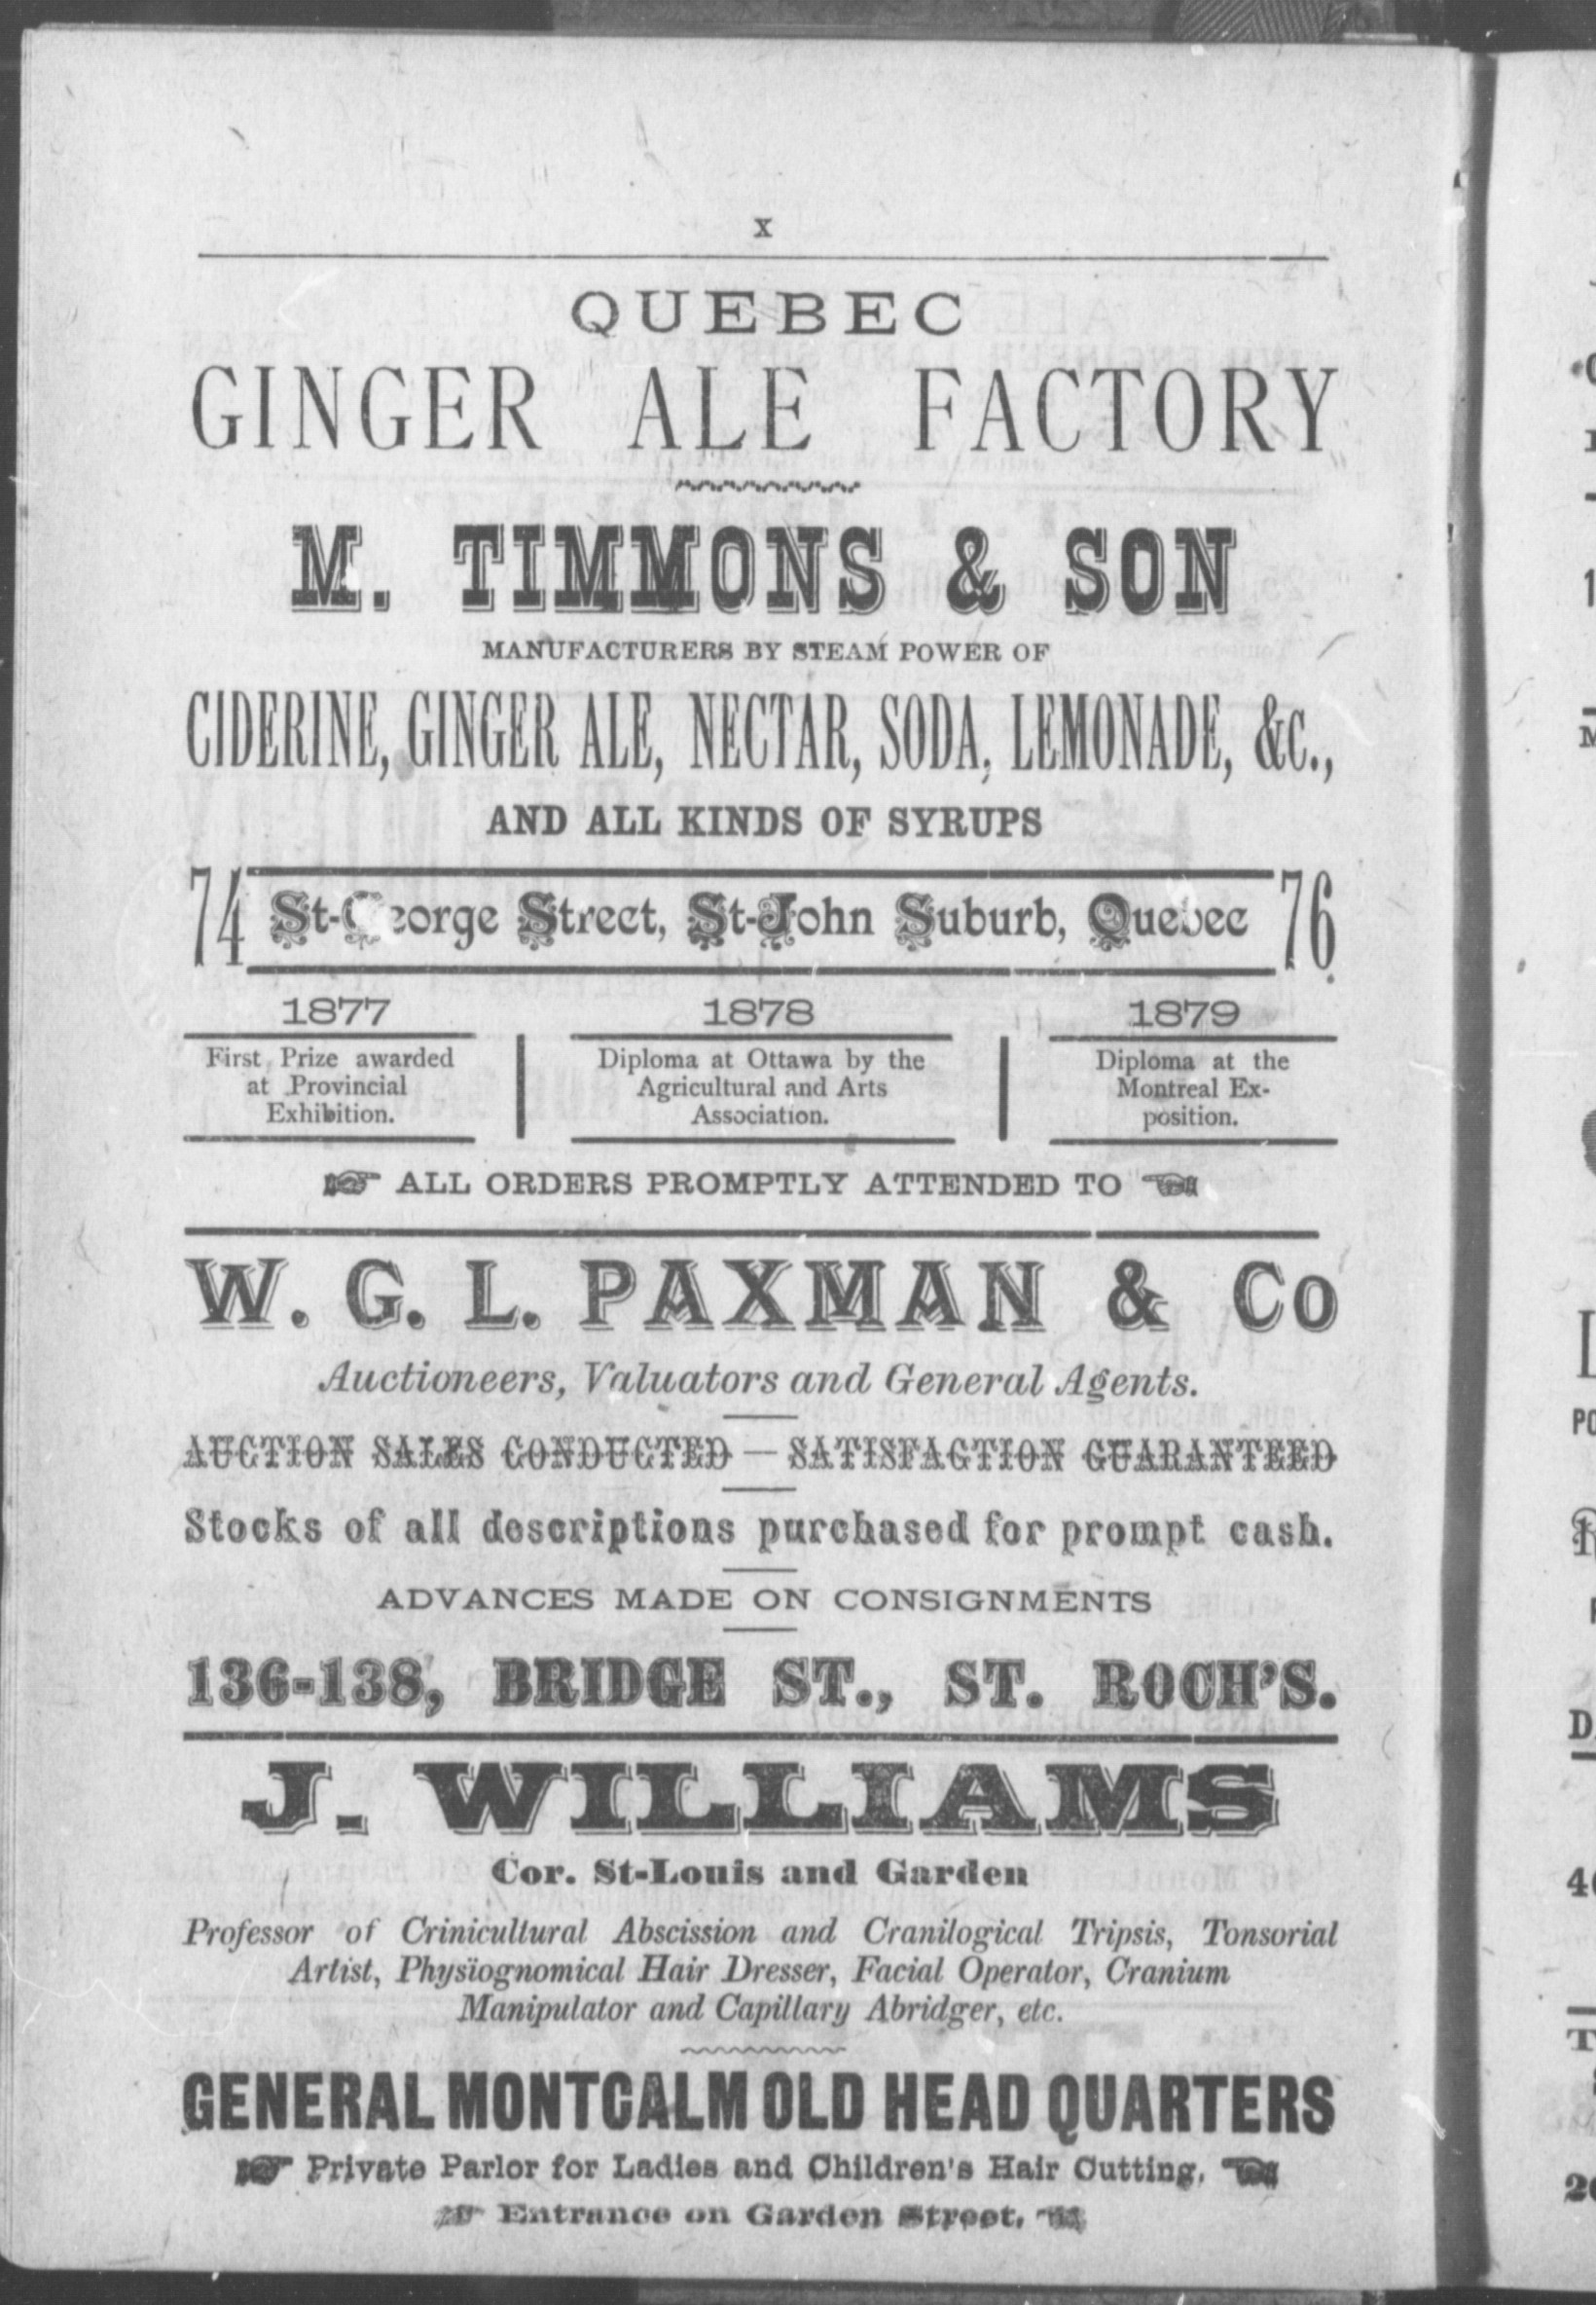 x
QUEBEC
GINGER ALE FACTORY
M. TIMMONS & SON
MANUFACTURERS BY STEAM POWER OF
CIDERINE, GINGER ALE, NECTAR, SODA, LEMONADE, &c.,
AND ALL KINDS OF SYRUPS
74 St-George Street, St-John Suburb, Quebec 76
1877
First Prize awarded
at Provincial
Exhibition.
1878
Diploma at Ottawa by the
Agricultural and Arts
Association.
1879
Diploma at the
Montreal Ex-
position.
☞ ALL ORDERS PROMPTLY ATTENDED TO ☜
W. G. L. PAXMAN & Co
Auctioneers, Valuators and General Agents.
AUCTION SALES CONDUCTED — SATISFACTION GUARANTEED
Stocks of all descriptions purchased for prompt cash.
ADVANCES MADE ON CONSIGNMENTS
136-138, BRIDGE ST., ST. ROCH'S.
J. WILLIAMS
Cor. St-Louis and Garden
Professor of Crinicultural Abscission and Cranilogical Tripsis, Tonsorial
Artist, Physiognomical Hair Dresser, Facial Operator, Cranium
Manipulator and Capillary Abridger, etc.
GENERAL MONTCALM OLD HEAD QUARTERS
☞ Private Parlor for Ladies and Children's Hair Cutting, ☜
☞ Entrance on Garden Street. ☜